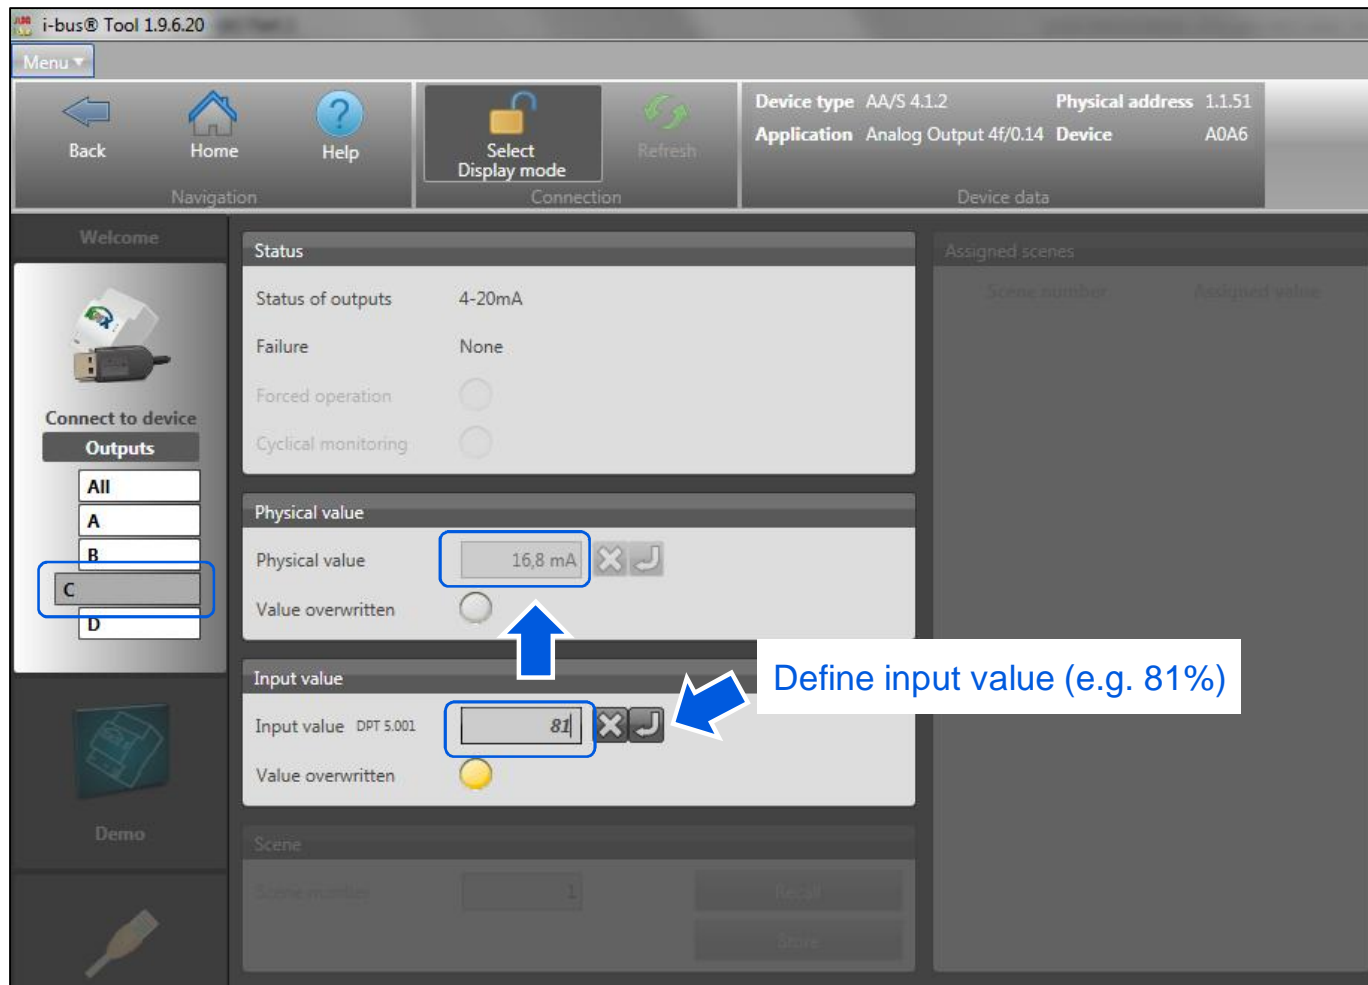 i-bus® Tool 1.9.6.20
Menu
Back
Home
Help
Navigation
Select
Display mode
Refresh
Connection
Device type AA/S 4.1.2 Physical address 1.1.51
Application Analog Output 4f/0.14 Device A0A6
Device data
Welcome
Connect to device
Outputs
All
A
B
C
D
Demo
Status
Status of outputs 4-20mA
Failure None
Forced operation
Cyclical monitoring
Physical value
Physical value 16,8 mA
Value overwritten
Input value
Input value DPT 5.001 81
Value overwritten
Define input value (e.g. 81%)
Scene
Scene number 1 Recall
Store
Assigned scenes
Scene number Assigned value